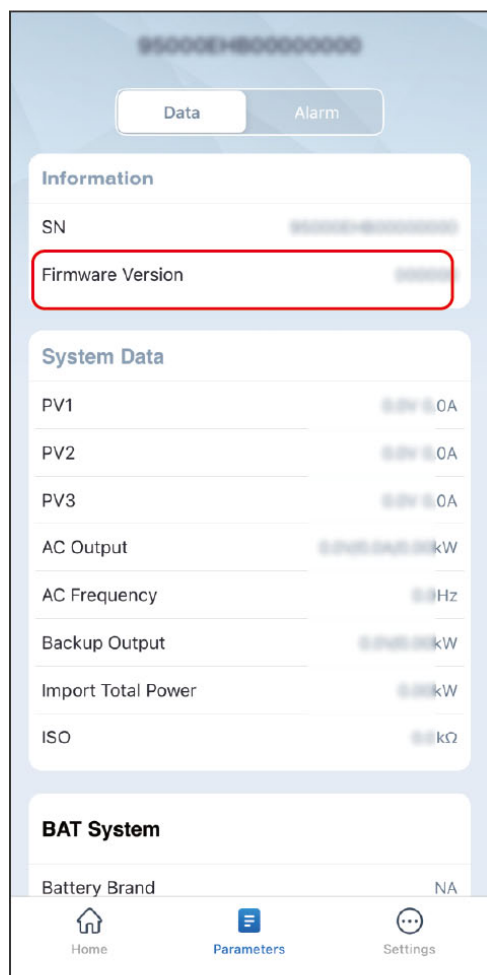 Data Alarm
Information
SN
Firmware Version
System Data
PV1 0A
PV2 0A
PV3 0A
AC Output kW
AC Frequency Hz
Backup Output kW
Import Total Power kW
ISO kΩ
BAT System
Battery Brand NA
Home Parameters Settings